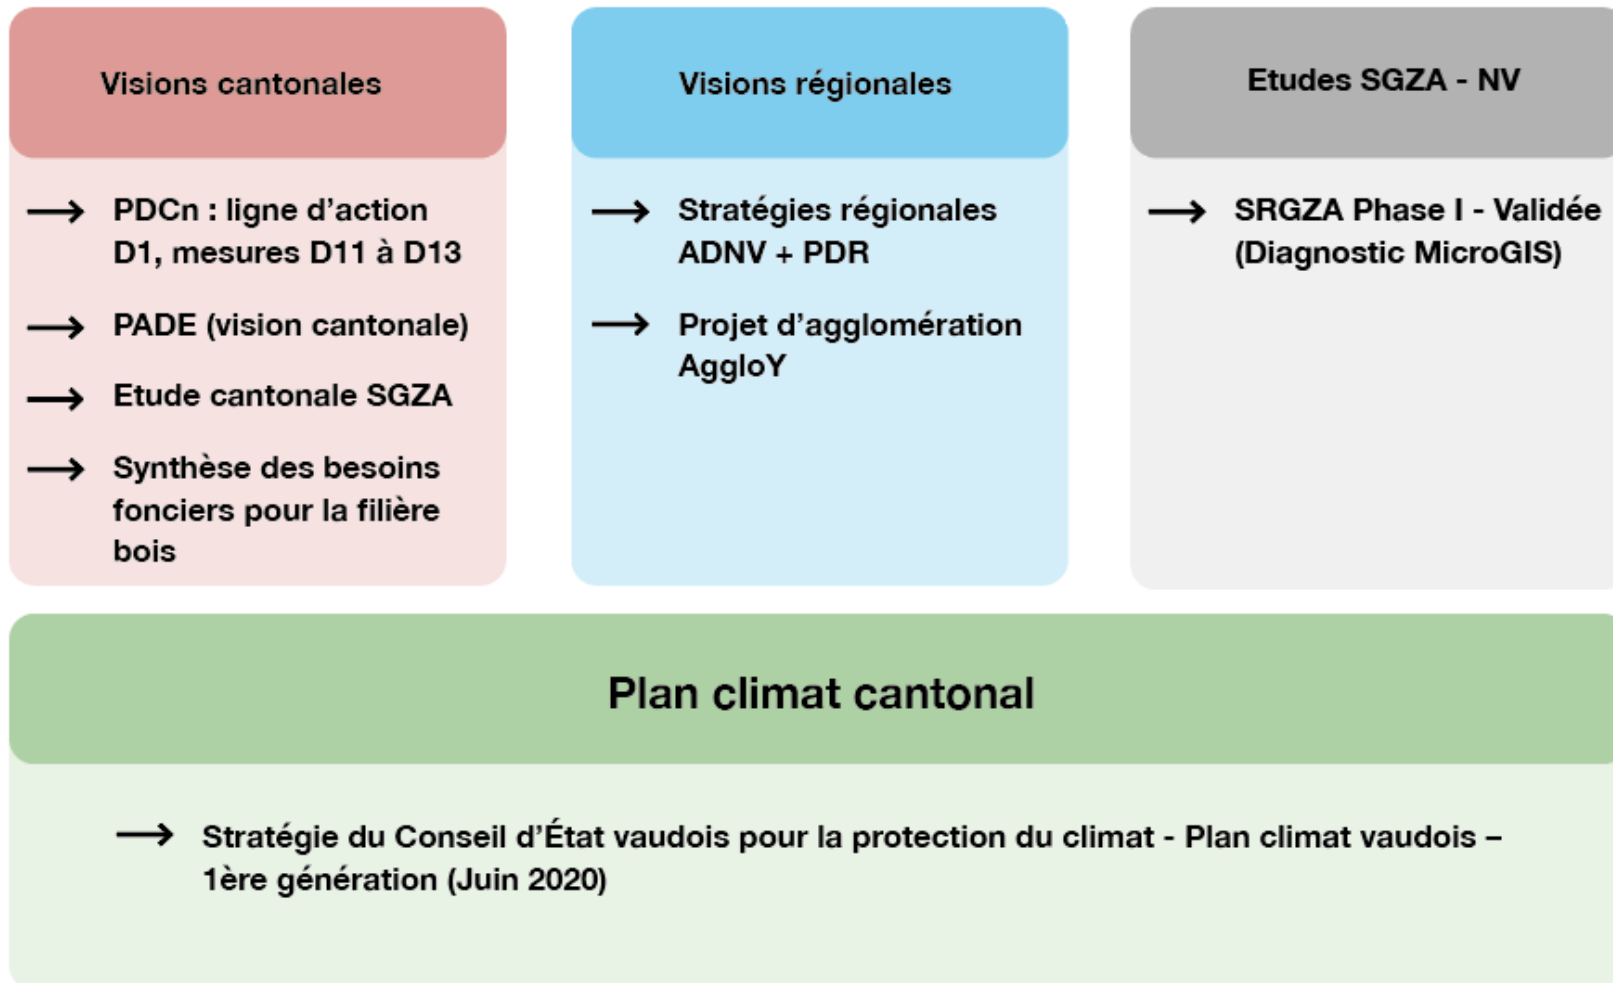 Visions cantonales
→ PDCn : ligne d’action
D1, mesures D11 à D13
→ PADE (vision cantonale)
→ Etude cantonale SGZA
→ Synthèse des besoins
fonciers pour la filière
bois
Visions régionales
→ Stratégies régionales
ADNV + PDR
→ Projet d’agglomération
AggloY
Etudes SGZA - NV
→ SRGZA Phase I - Validée
(Diagnostic MicroGIS)
Plan climat cantonal
→ Stratégie du Conseil d’État vaudois pour la protection du climat - Plan climat vaudois –
1ère génération (Juin 2020)